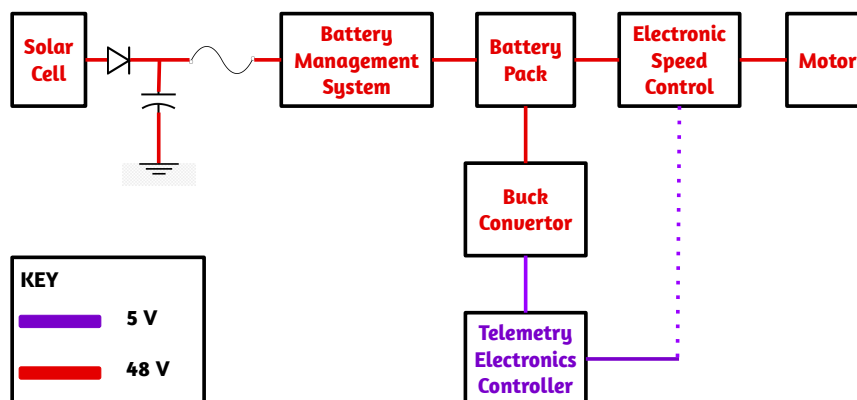 Solar
Cell
Battery
Management
System
Battery
Pack
Electronic
Speed
Control
Motor
Buck
Convertor
KEY
5 V
48 V
Telemetry
Electronics
Controller